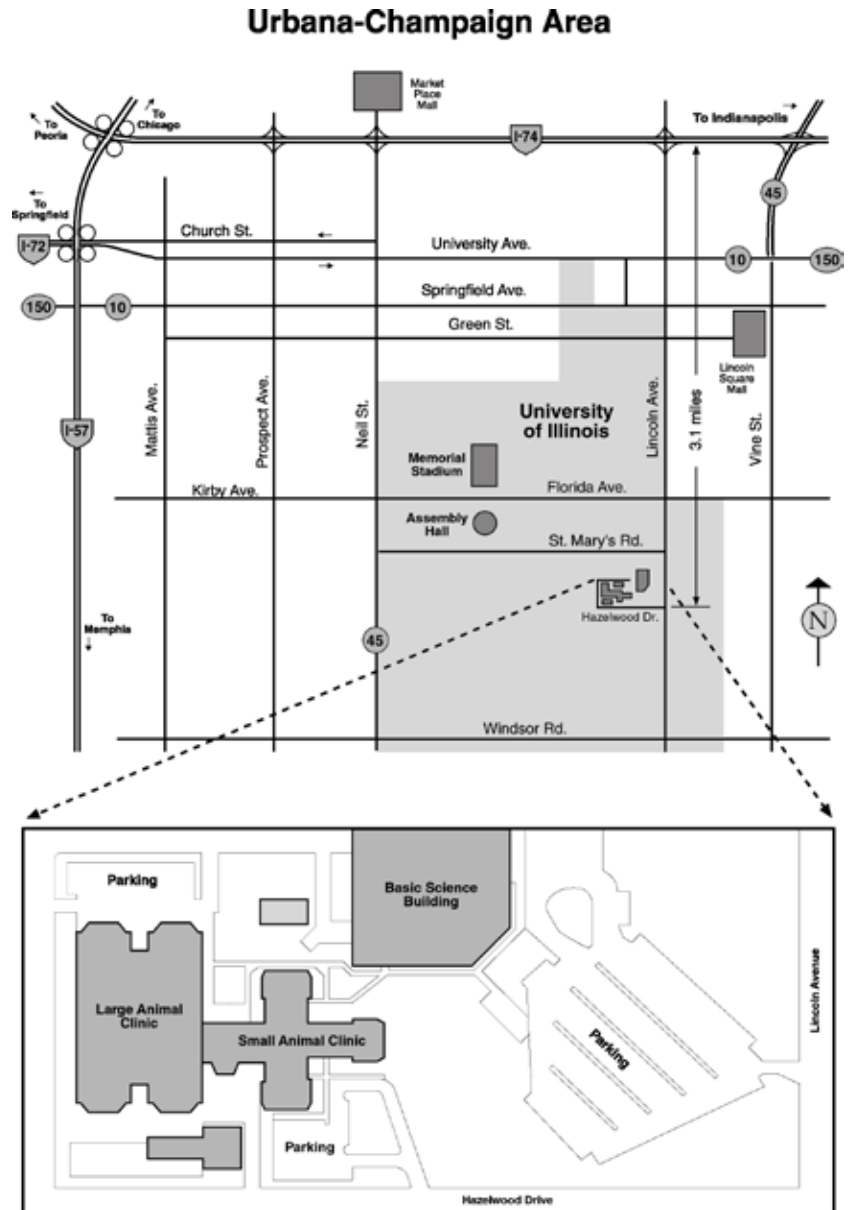 Urbana-Champaign Area
Market
Place
Mall
To
Peoria
To
Chicago
To Indianapolis
I-74
45
To
Springfield
I-72
Church St.
University Ave.
10
150
Springfield Ave.
150
10
Green St.
Lincoln
Square
Mall
Mattis Ave.
Prospect Ave.
Neil St.
Lincoln Ave.
3.1 miles
Vine St.
University
of Illinois
I-57
Memorial
Stadium
Kirby Ave.
Florida Ave.
Assembly
Hall
St. Mary's Rd.
Hazelwood Dr.
To
Memphis
45
N
Windsor Rd.
Parking
Basic Science
Building
Large Animal
Clinic
Small Animal Clinic
Parking
Lincoln Avenue
Parking
Hazelwood Drive